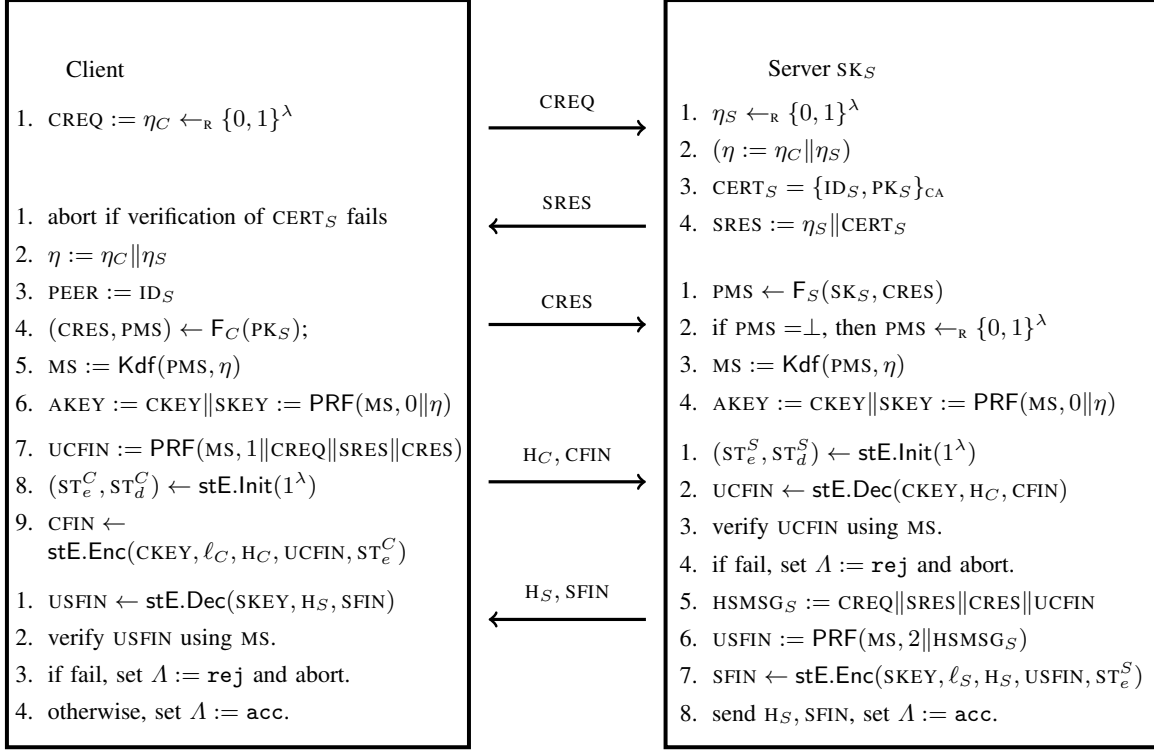 Client
1. CREQ := η_C ←_R {0, 1}^λ
1. abort if verification of CERT_S fails
2. η := η_C‖η_S
3. PEER := ID_S
4. (CRES, PMS) ← F_C(PK_S);
5. MS := Kdf(PMS, η)
6. AKEY := CKEY‖SKEY := PRF(MS, 0‖η)
7. UCFIN := PRF(MS, 1‖CREQ‖SRES‖CRES)
8. (ST_e^C, ST_d^C) ← stE.Init(1^λ)
9. CFIN ←
stE.Enc(CKEY, ℓ_C, H_C, UCFIN, ST_e^C)
1. USFIN ← stE.Dec(SKEY, H_S, SFIN)
2. verify USFIN using MS.
3. if fail, set Λ := rej and abort.
4. otherwise, set Λ := acc.
CREQ
SRES
CRES
H_C, CFIN
H_S, SFIN
Server SK_S
1. η_S ←_R {0, 1}^λ
2. (η := η_C‖η_S)
3. CERT_S = {ID_S, PK_S}_CA
4. SRES := η_S‖CERT_S
1. PMS ← F_S(SK_S, CRES)
2. if PMS =⊥, then PMS ←_R {0, 1}^λ
3. MS := Kdf(PMS, η)
4. AKEY := CKEY‖SKEY := PRF(MS, 0‖η)
1. (ST_e^S, ST_d^S) ← stE.Init(1^λ)
2. UCFIN ← stE.Dec(CKEY, H_C, CFIN)
3. verify UCFIN using MS.
4. if fail, set Λ := rej and abort.
5. HSMSG_S := CREQ‖SRES‖CRES‖UCFIN
6. USFIN := PRF(MS, 2‖HSMSG_S)
7. SFIN ← stE.Enc(SKEY, ℓ_S, H_S, USFIN, ST_e^S)
8. send H_S, SFIN, set Λ := acc.